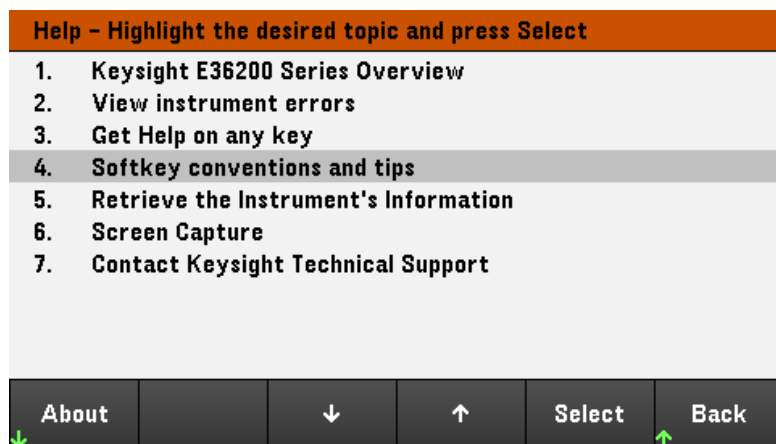 Help – Highlight the desired topic and press Select
1. Keysight E36200 Series Overview
2. View instrument errors
3. Get Help on any key
4. Softkey conventions and tips
5. Retrieve the Instrument's Information
6. Screen Capture
7. Contact Keysight Technical Support
About ↓ ↑ Select Back